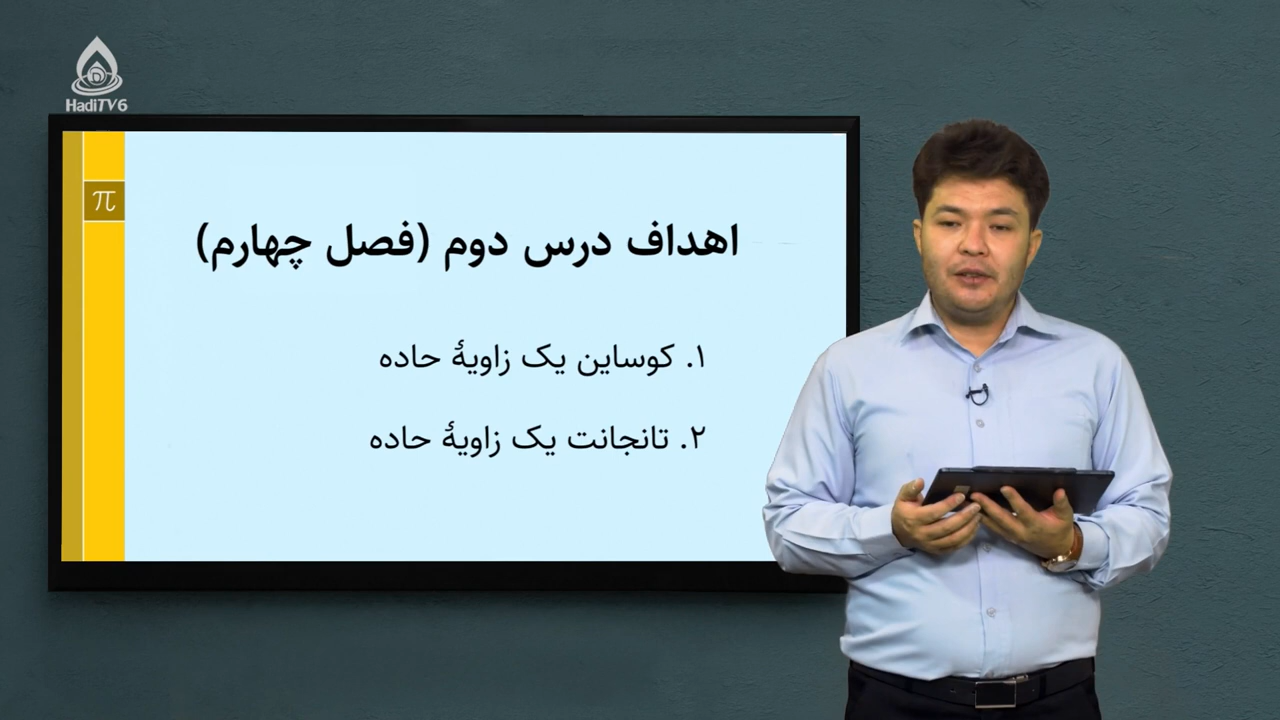 HadiTV6
π
اهداف درس دوم (فصل چهارم)
۱. کوساین یک زاویهٔ حاده
۲. تانجانت یک زاویهٔ حاده